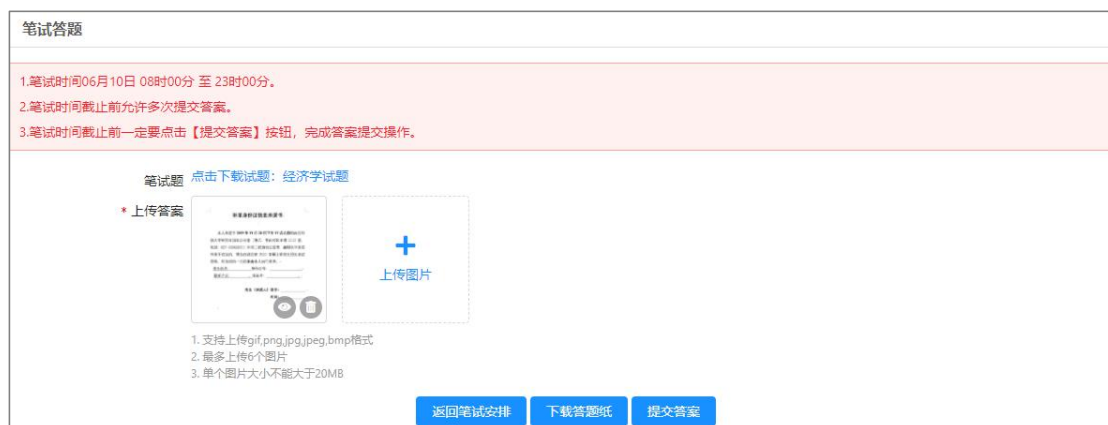 笔试答题
1.笔试时间06月10日 08时00分 至 23时00分。
2.笔试时间截止前允许多次提交答案。
3.笔试时间截止前一定要点击【提交答案】按钮，完成答案提交操作。
笔试题 点击下载试题：经济学试题
* 上传答案
上传图片
1. 支持上传gif,png,jpg,jpeg,bmp格式
2. 最多上传6个图片
3. 单个图片大小不能大于20MB
返回笔试安排 下载答题纸 提交答案